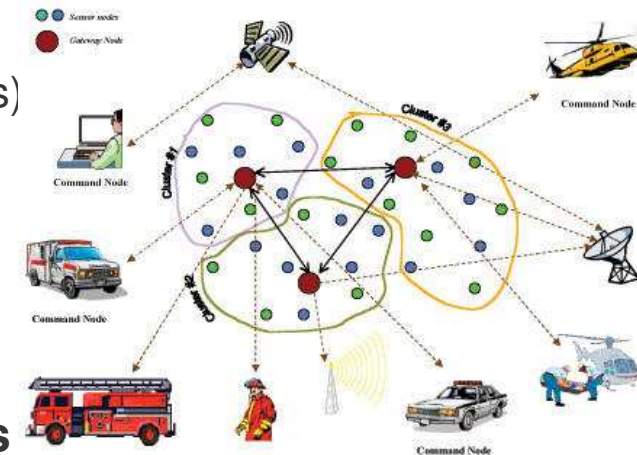 Sensor nodes
Gateway Node
s)
Command Node
Cluster #3
Cluster #1
Command Node
Cluster #2
Command Node
Command Node
s